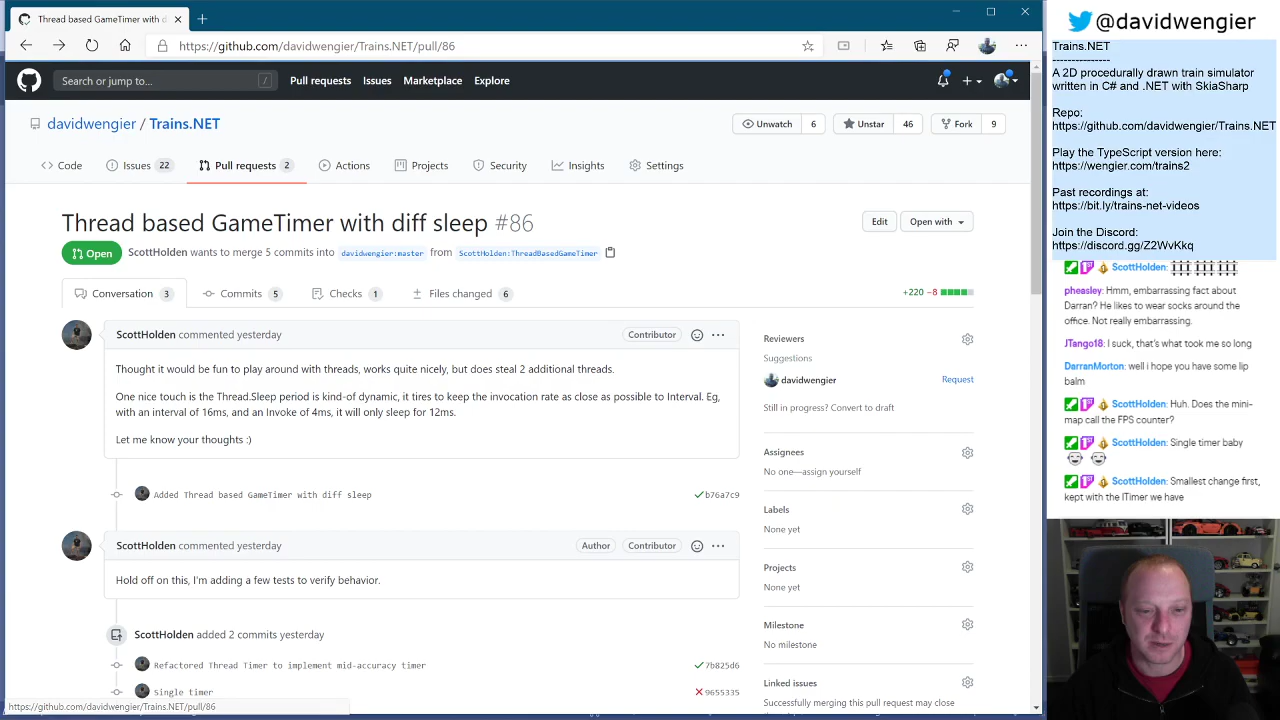 Thread based GameTimer with d
https://github.com/davidwengier/Trains.NET/pull/86
Search or jump to...
/
Pull requests
Issues
Marketplace
Explore
davidwengier / Trains.NET
Unwatch 6
Unstar 46
Fork 9
Code
Issues 22
Pull requests 2
Actions
Projects
Security
Insights
Settings
Thread based GameTimer with diff sleep #86
Edit
Open with
Open
ScottHolden wants to merge 5 commits into davidwengier:master from ScottHolden:ThreadBasedGameTimer
Conversation 3
Commits 5
Checks 1
Files changed 6
+220 −8
ScottHolden commented yesterday
Contributor
Thought it would be fun to play around with threads, works quite nicely, but does steal 2 additional threads.
One nice touch is the Thread.Sleep period is kind-of dynamic, it tires to keep the invocation rate as close as possible to Interval. Eg,
with an interval of 16ms, and an Invoke of 4ms, it will only sleep for 12ms.
Let me know your thoughts :)
Added Thread based GameTimer with diff sleep
b76a7c9
ScottHolden commented yesterday
Author
Contributor
Hold off on this, I'm adding a few tests to verify behavior.
ScottHolden added 2 commits yesterday
Refactored Thread Timer to implement mid-accuracy timer
7b825d6
Single timer
9655335
https://github.com/davidwengier/Trains.NET/pull/86
Reviewers
Suggestions
davidwengier
Request
Still in progress? Convert to draft
Assignees
No one—assign yourself
Labels
None yet
Projects
None yet
Milestone
No milestone
Linked issues
Successfully merging this pull request may close
@davidwengier
Trains.NET
---------------
A 2D procedurally drawn train simulator
written in C# and .NET with SkiaSharp
Repo:
https://github.com/davidwengier/Trains.NET
Play the TypeScript version here:
https://wengier.com/trains2
Past recordings at:
https://bit.ly/trains-net-videos
Join the Discord:
https://discord.gg/Z2WvKkq
ScottHolden:
pheasley: Hmm, embarrassing fact about
Darran? He likes to wear socks around the
office. Not really embarrassing.
JTango18: I suck, that's what took me so long
DarranMorton: well i hope you have some lip
balm
ScottHolden: Huh. Does the mini-
map call the FPS counter?
ScottHolden: Single timer baby
ScottHolden: Smallest change first,
kept with the ITimer we have